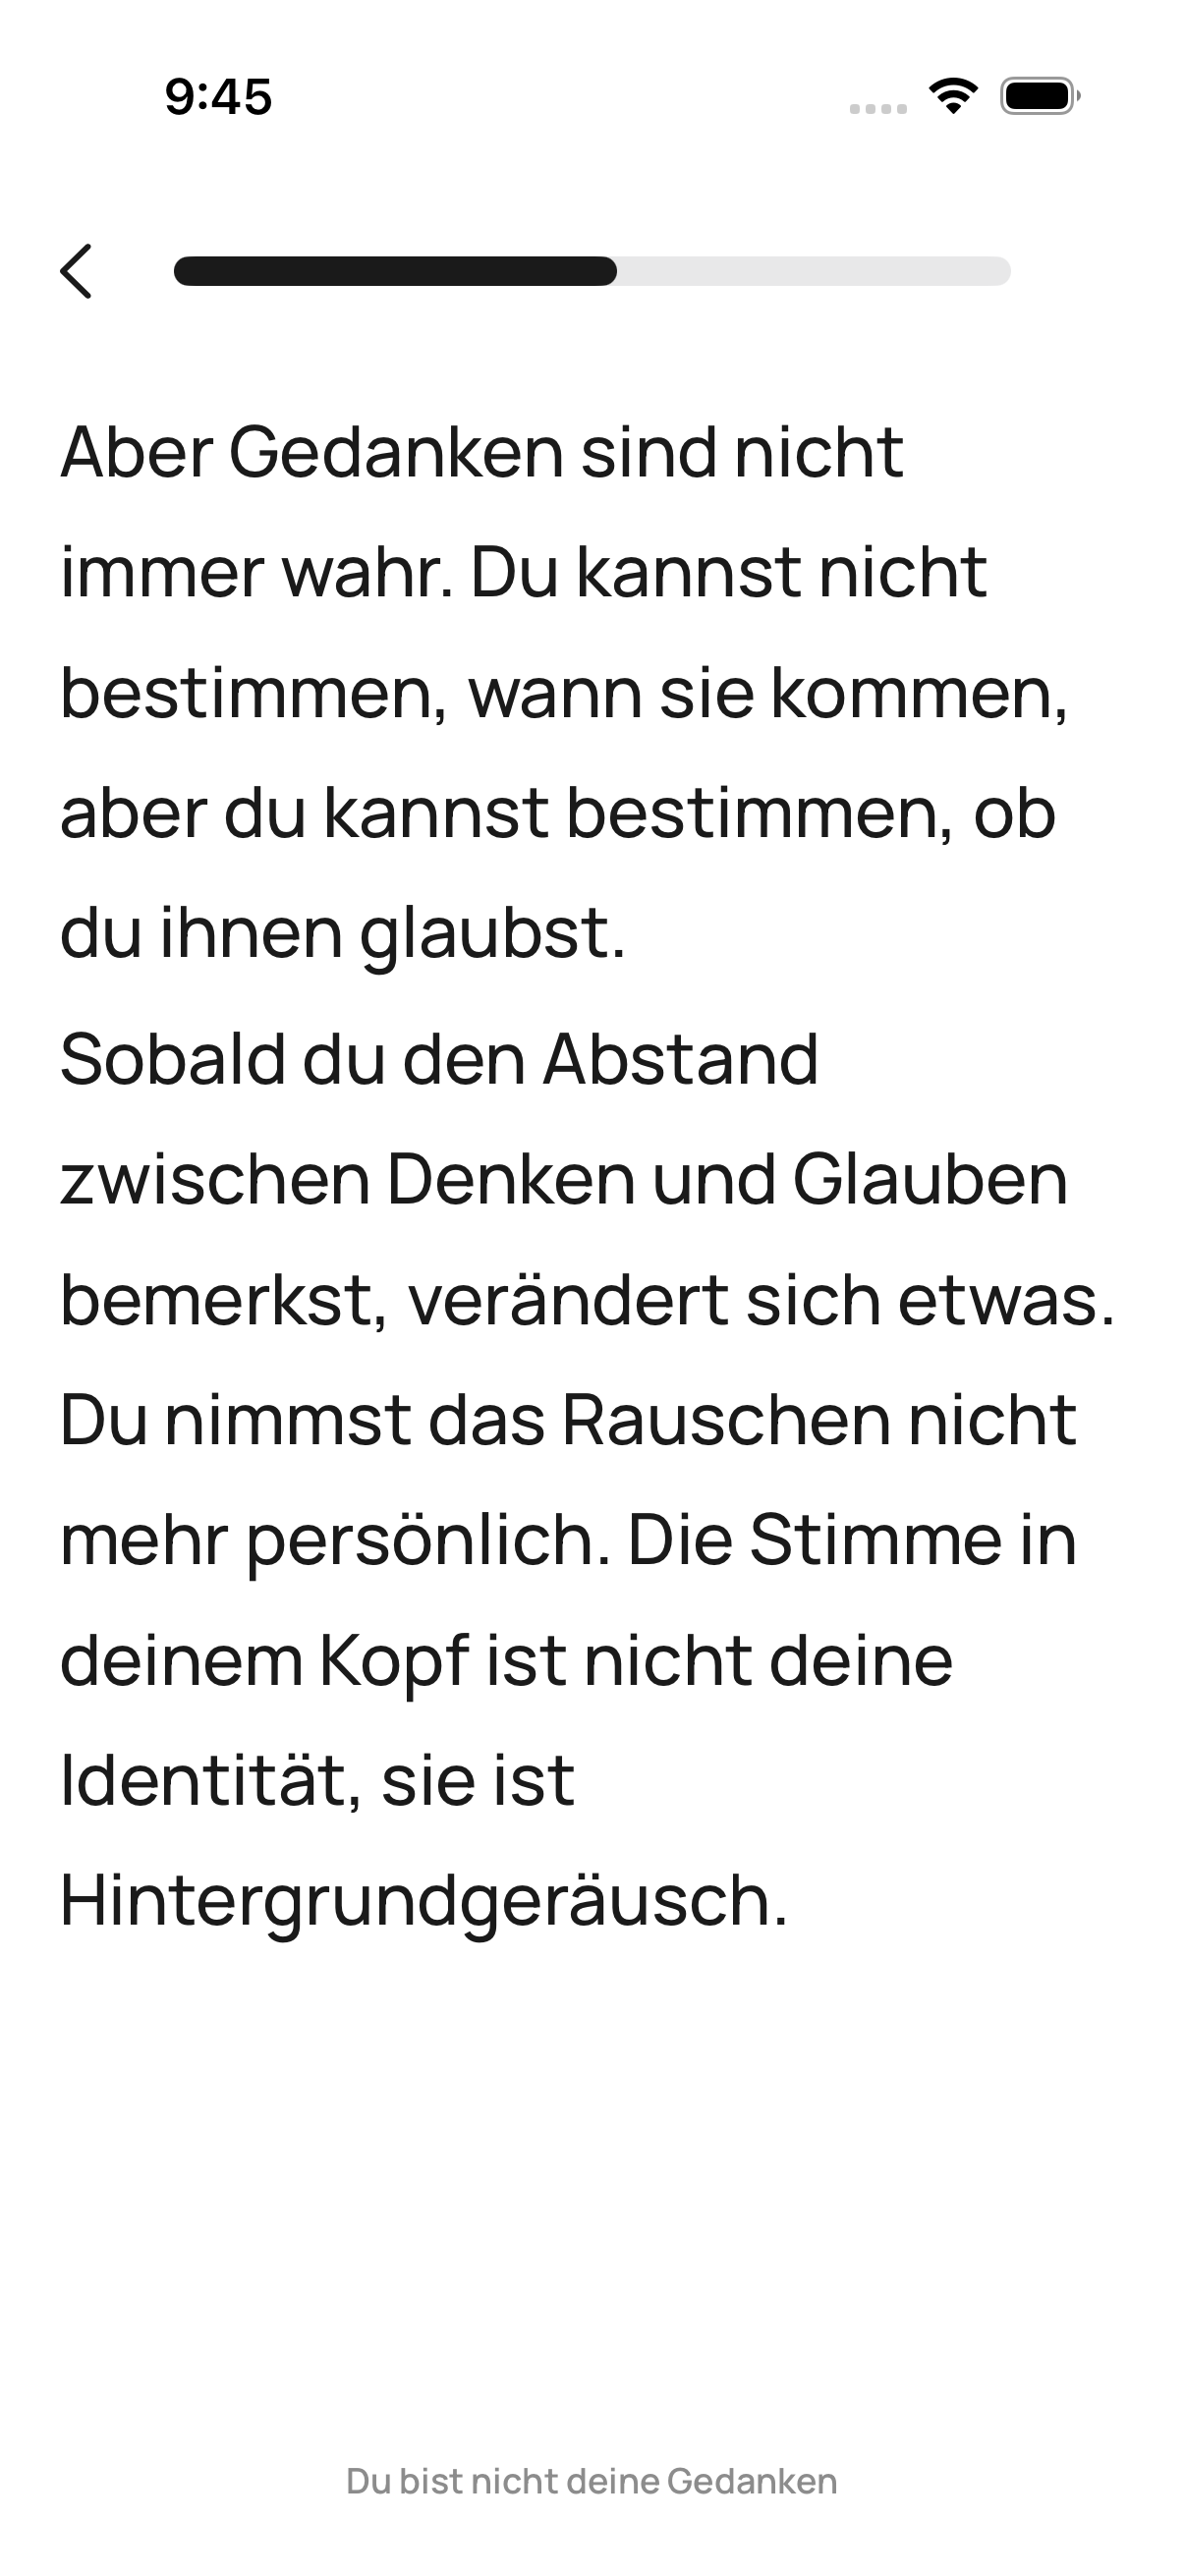 9:45
Aber Gedanken sind nicht
immer wahr. Du kannst nicht
bestimmen, wann sie kommen,
aber du kannst bestimmen, ob
du ihnen glaubst.
Sobald du den Abstand
zwischen Denken und Glauben
bemerkst, verändert sich etwas.
Du nimmst das Rauschen nicht
mehr persönlich. Die Stimme in
deinem Kopf ist nicht deine
Identität, sie ist
Hintergrundgeräusch.
Du bist nicht deine Gedanken